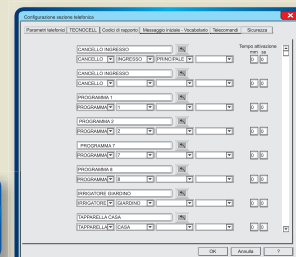 Configurazione sezione telefonica
Parametri telefonici TECNOCELL Codici di rapporto Messaggio iniziale - Vocabolario Telecomandi Sicurezza
Tempo attivazione
mm ss
CANCELLO INGRESSO
CANCELLO INGRESSO PRINCIPALE 0 0
CANCELLO INGRESSO
CANCELLO 0 0
PROGRAMMA 1
PROGRAMMA 1 0 0
PROGRAMMA 2
PROGRAMMA 2 0 0
PROGRAMMA 7
PROGRAMMA 7 0 0
PROGRAMMA 8
PROGRAMMA 8 0 0
IRRIGATORE GIARDINO
IRRIGATORE GIARDINO 0 0
TAPPARELLA CASA
TAPPARELLA CASA 0 0
OK Annulla ?